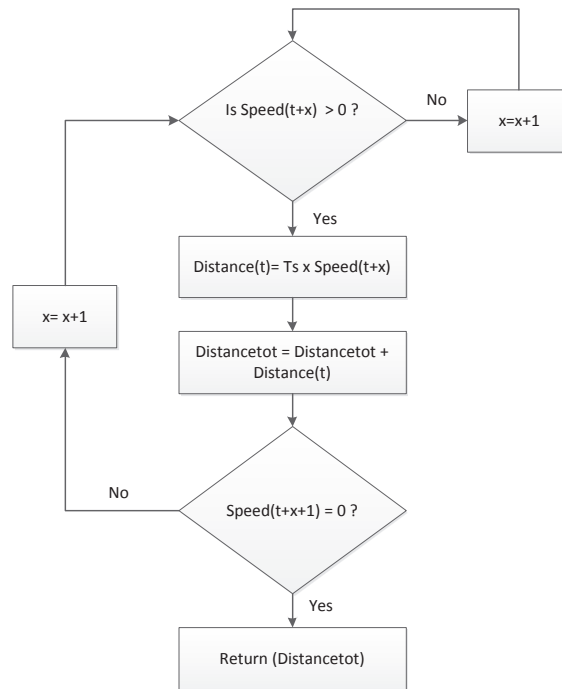 Is Speed(t+x) > 0 ?
No
x=x+1
Yes
Distance(t)= Ts x Speed(t+x)
x= x+1
Distancetot = Distancetot +
Distance(t)
No
Speed(t+x+1) = 0 ?
Yes
Return (Distancetot)